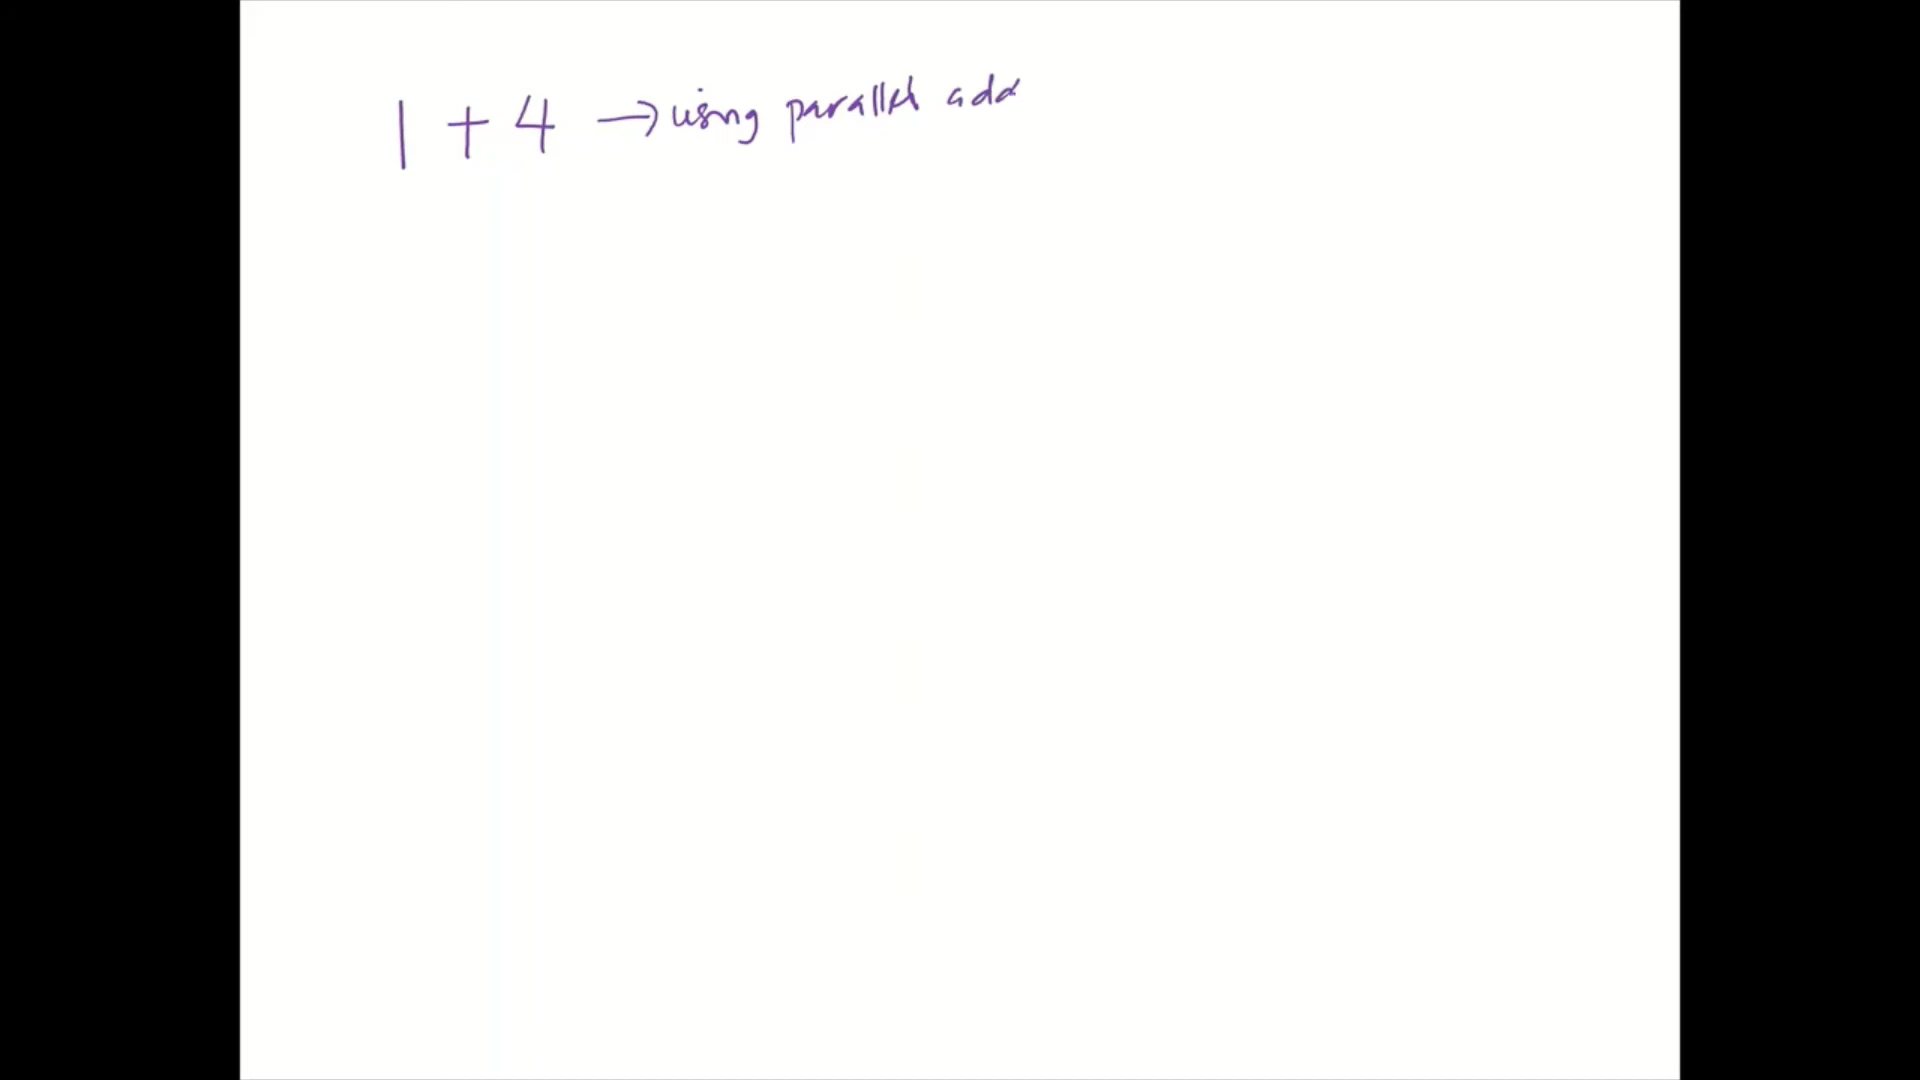 1 + 4 → using parallel add